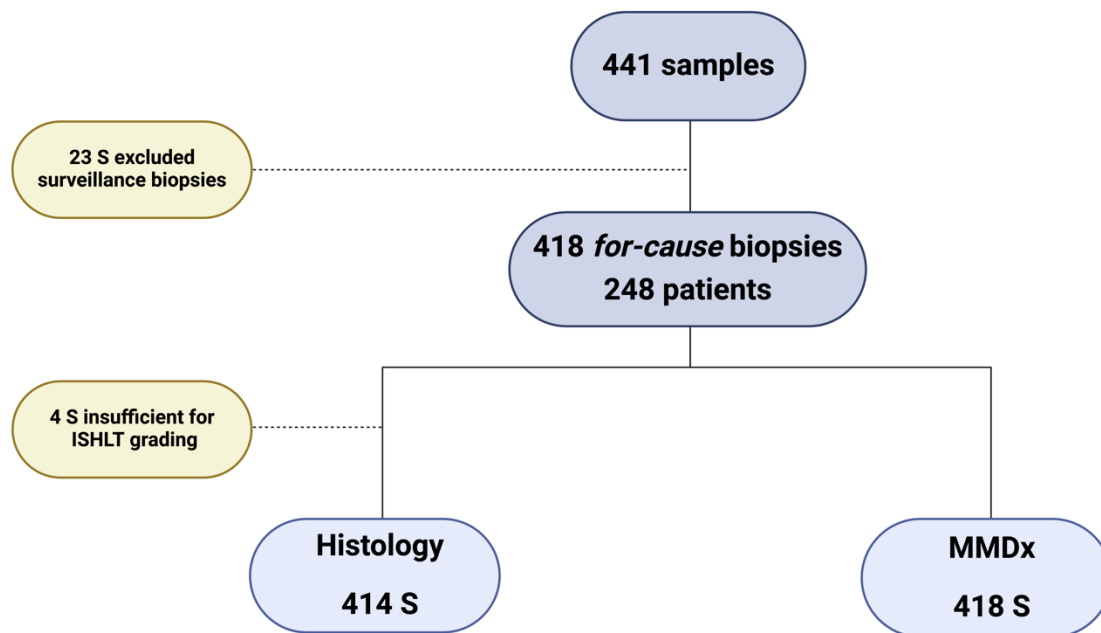 441 samples
23 S excluded
surveillance biopsies
418 for-cause biopsies
248 patients
4 S insufficient for
ISHLT grading
Histology
414 S
MMDx
418 S